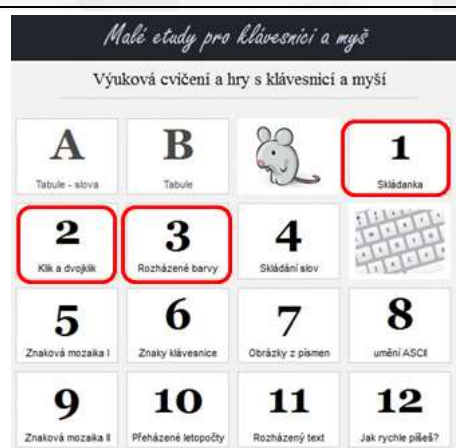 Malé etudy pro klávesnici a myš
Výuková cvičení a hry s klávesnicí a myší
A
B
1
Tabule - slova
Tabule
Skládanka
2
3
4
Klik a dvojklik
Rozházené barvy
Skládání slov
5
6
7
8
Znaková mozaika I
Znaky klávesnice
Obrázky z písmen
umění ASCII
9
10
11
12
Znaková mozaika II
Přeházené letopočty
Rozházený text
Jak rychle píšeš?